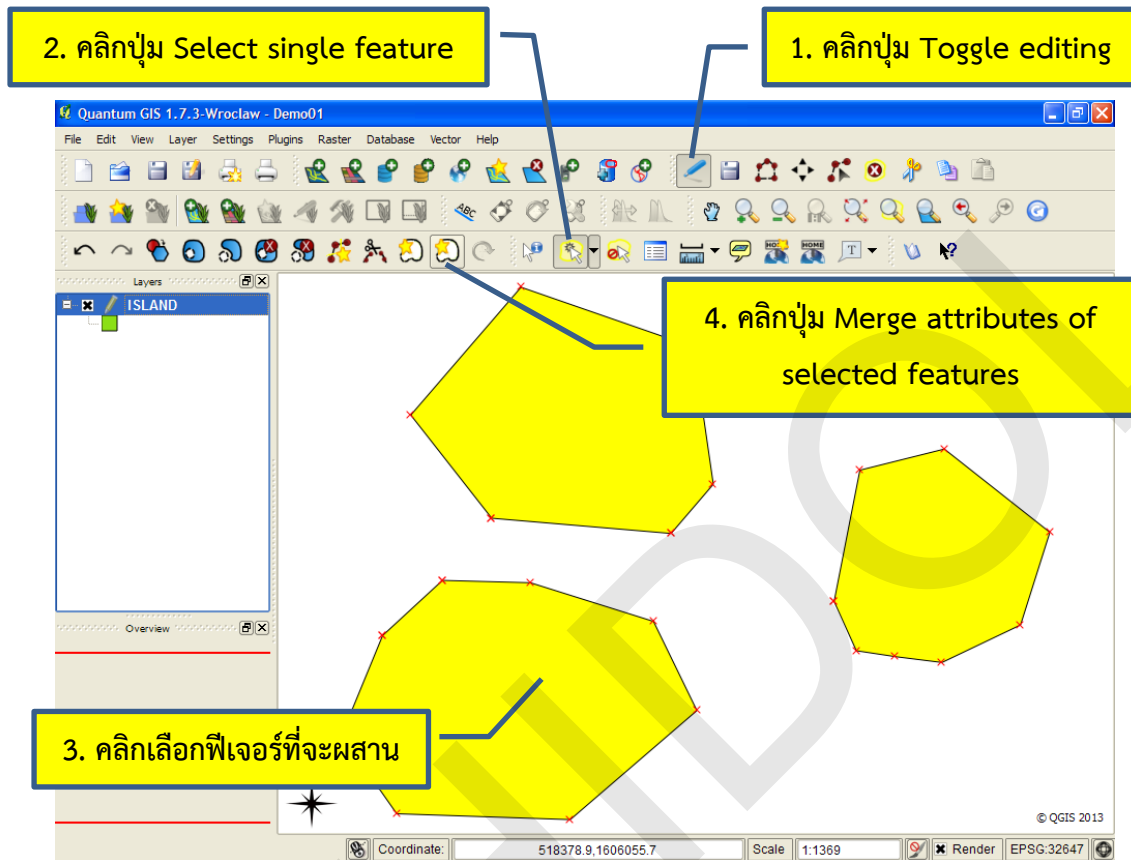 2. คลิกปุ่ม Select single feature
1. คลิกปุ่ม Toggle editing
Quantum GIS 1.7.3-Wroclaw - Demo01
File Edit View Layer Settings Plugins Raster Database Vector Help
ABC
HOME
T
Layers
ISLAND
4. คลิกปุ่ม Merge attributes of
selected features
Overview
3. คลิกเลือกฟีเจอร์ที่จะผสาน
© QGIS 2013
Coordinate: 518378.9,1606055.7 Scale 1:1369 Render EPSG:32647